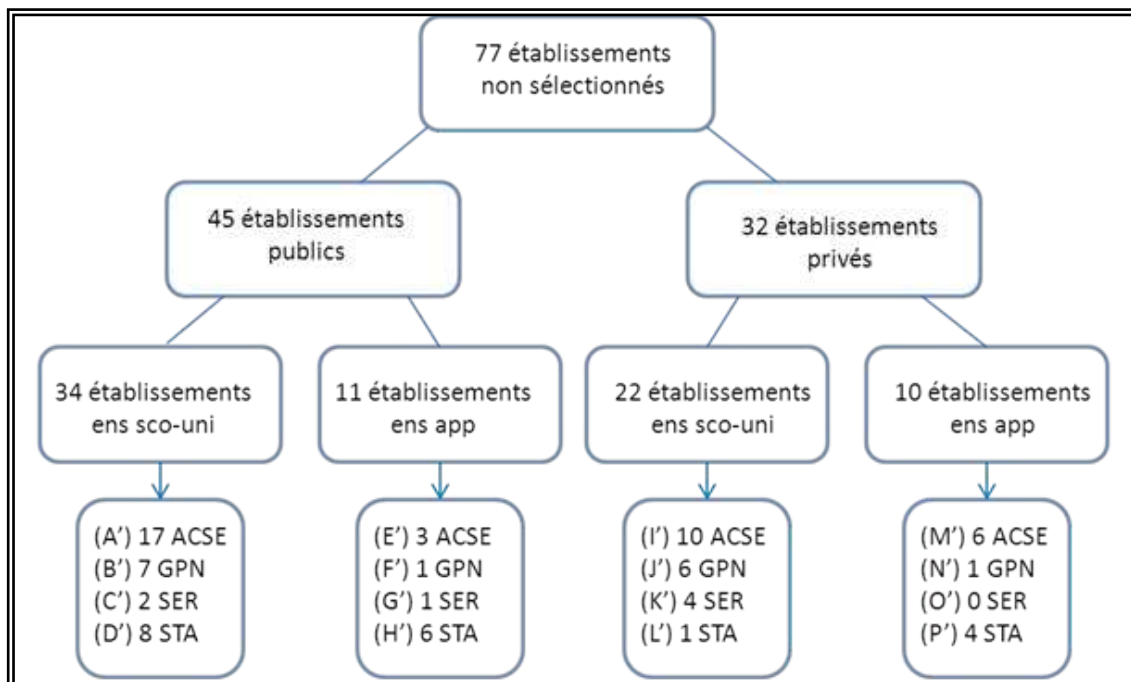 77 établissements
non sélectionnés
45 établissements
publics
32 établissements
privés
34 établissements
ens sco-uni
11 établissements
ens app
22 établissements
ens sco-uni
10 établissements
ens app
(A’) 17 ACSE
(B’) 7 GPN
(C’) 2 SER
(D’) 8 STA
(E’) 3 ACSE
(F’) 1 GPN
(G’) 1 SER
(H’) 6 STA
(I’) 10 ACSE
(J’) 6 GPN
(K’) 4 SER
(L’) 1 STA
(M’) 6 ACSE
(N’) 1 GPN
(O’) 0 SER
(P’) 4 STA